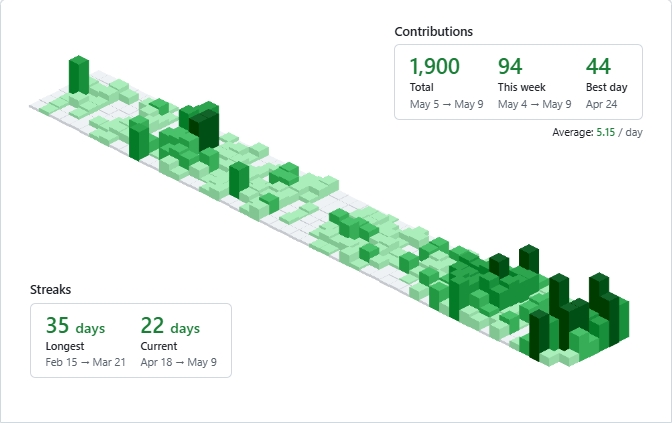 Contributions
1,900 94 44
Total This week Best day
May 5 → May 9 May 4 → May 9 Apr 24
Average: 5.15 / day
Streaks
35 days 22 days
Longest Current
Feb 15 → Mar 21 Apr 18 → May 9